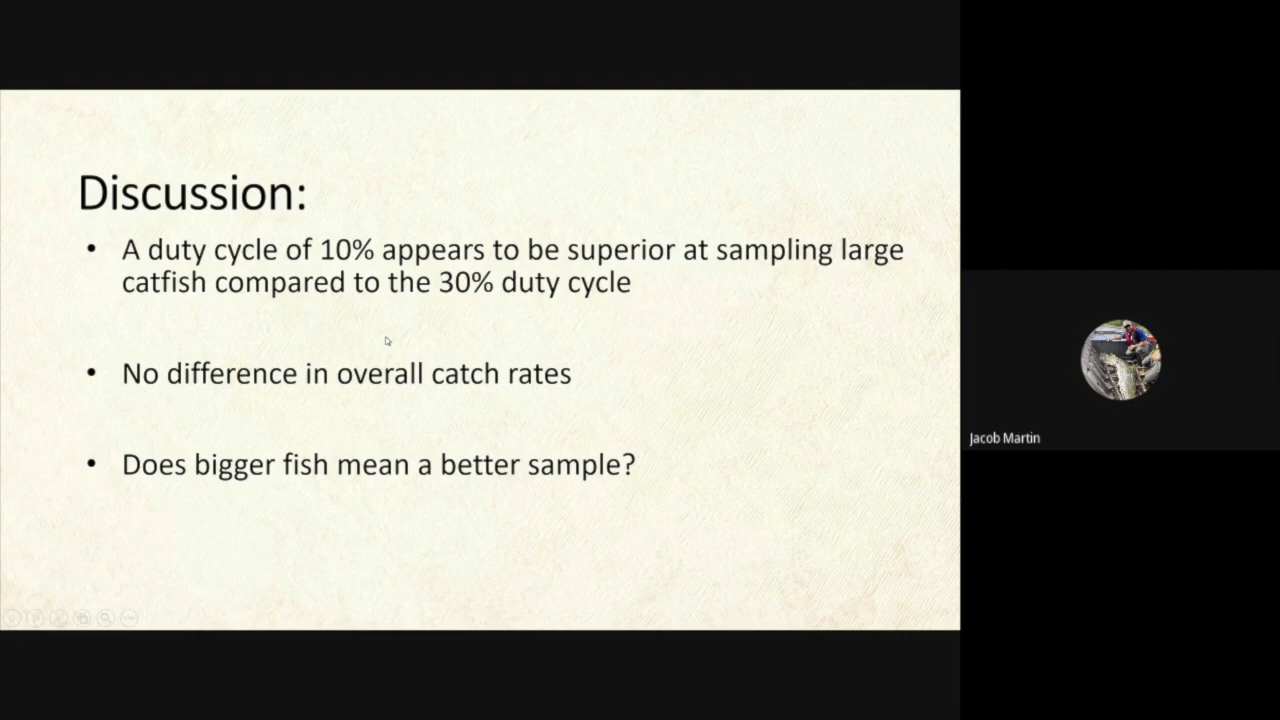 Discussion:
• A duty cycle of 10% appears to be superior at sampling large
catfish compared to the 30% duty cycle
• No difference in overall catch rates
• Does bigger fish mean a better sample?
Jacob Martin